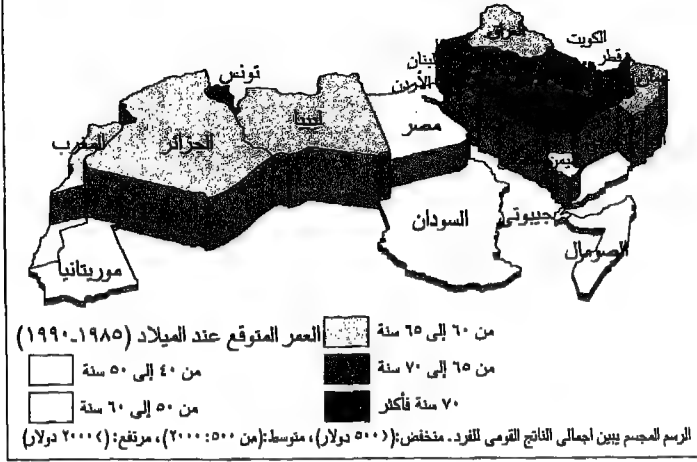 العراق
الكويت
لبنان
قطر
الأردن
عمان
تونس
ليبيا
مصر
المغرب
الجزائر
يمن
السودان
جيبوتى
الصومال
موريتانيا
العمر المتوقع عند الميلاد (١٩٨٥-١٩٩٠)
من ٦٠ إلى ٦٥ سنة
من ٤٠ إلى ٥٠ سنة
من ٦٥ إلى ٧٠ سنة
من ٥٠ إلى ٦٠ سنة
٧٠ سنة فأكثر
الرسم المجسم يبين اجمالى الناتج القومى للفرد. منخفض:(<٥٠٠ دولار)، متوسط:(من ٥٠٠: ٢٠٠٠)، مرتفع:(>٢٠٠٠ دولار)